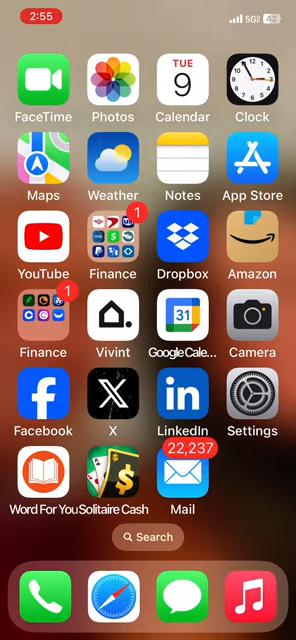 2:55
5G 42
TUE
FaceTime
9
Photos
Calendar
Clock
Maps
Weather
Notes
App Store
1
YouTube
Finance
Dropbox
Amazon
1
31
Finance
Vivint
Google Cale...
Camera
Facebook
X
LinkedIn
Settings
22,237
Word For You
Solitaire Cash
Mail
Search